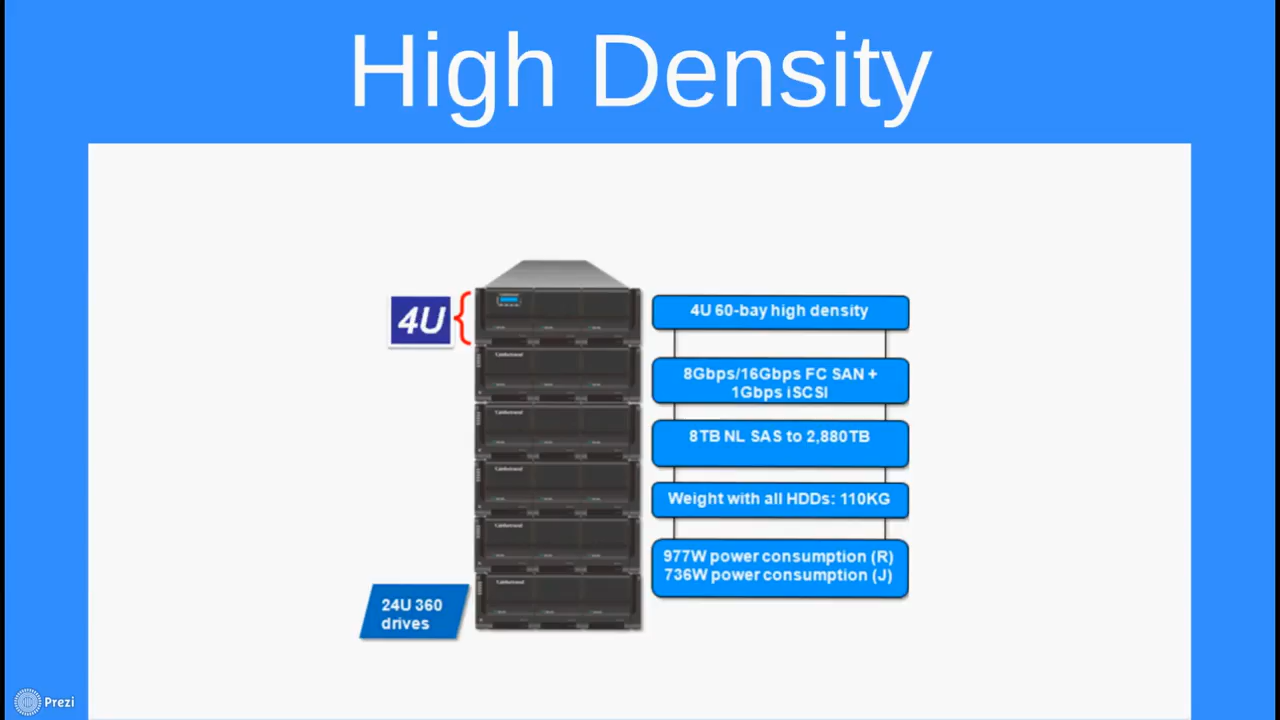 High Density
4U
4U 60-bay high density
8Gbps/16Gbps FC SAN +
1Gbps iSCSI
8TB NL SAS to 2,880TB
Weight with all HDDs: 110KG
977W power consumption (R)
736W power consumption (J)
24U 360
drives
Prezi